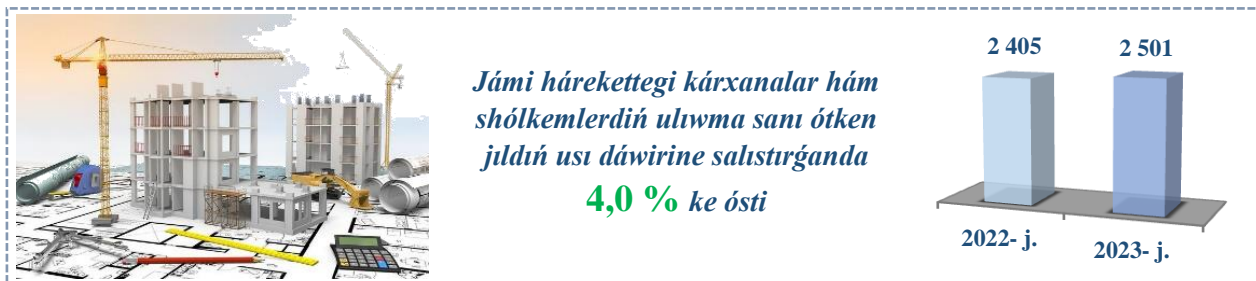 Jámi hárekettegi kárxanalar hám
shólkemlerdiń ulıwma sanı ótken
jıldıń usı dáwirine salıstırǵanda
4,0 % ke ósti
2 405
2 501
2022- j.
2023- j.